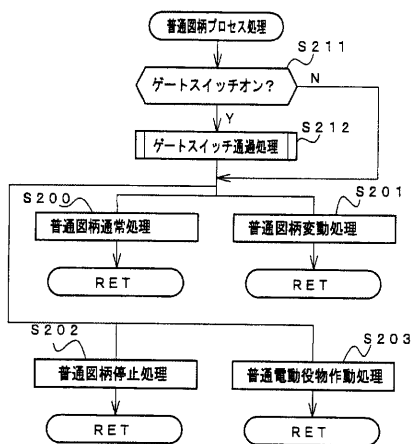 普通図柄プロセス処理
S211
ゲートスイッチオン?
N
Y
S212
ゲートスイッチ通過処理
S200
S201
普通図柄通常処理
普通図柄変動処理
RET
RET
S202
S203
普通図柄停止処理
普通電動役物作動処理
RET
RET